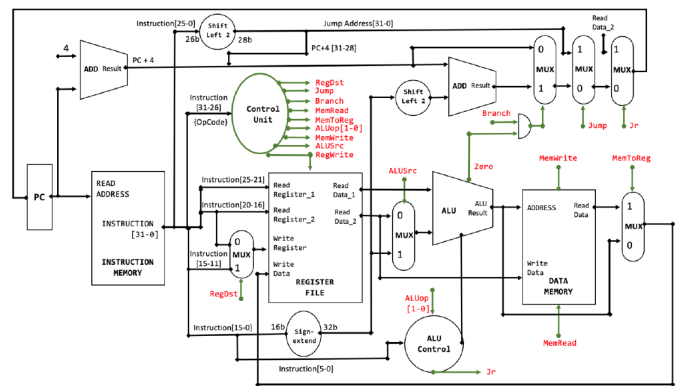 Instruction[25-0]
Shift
Left 2
26b
28b
Jump Address[31-0]
Read
Data_2
4
ADD Result
PC + 4
PC+4 [31-28]
0
MUX
1
1
MUX
0
1
MUX
0
Instruction
[31-26]
{OpCode}
Control
Unit
RegDst
Jump
Branch
MemRead
MemToReg
ALUop[1-0]
MemWrite
ALUSrc
RegWrite
Shift
Left 2
ADD Result
Branch
Jump
Jr
Zero
PC
READ
ADDRESS
INSTRUCTION
[31-0]
INSTRUCTION
MEMORY
Instruction[25-21]
Instruction[20-16]
Instruction
[15-11]
0
MUX
1
RegDst
Read
Register_1
Read
Register_2
Write
Register
Write
Data
Read
Data_1
Read
Data_2
REGISTER
FILE
ALUSrc
0
MUX
1
ALU
ALU
Result
MemWrite
ADDRESS
Read
Data
Write
Data
DATA
MEMORY
MemRead
MemToReg
1
MUX
0
Instruction[15-0]
16b
Sign-
extend
32b
Instruction[5-0]
ALUop
[1-0]
ALU
Control
Jr